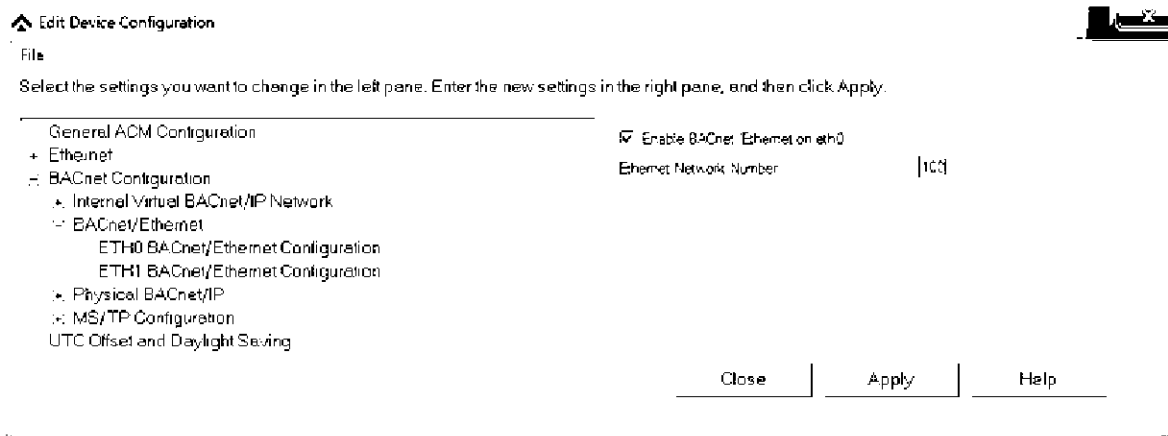 Edit Device Configuration
File
Select the settings you want to change in the left pane. Enter the new settings in the right pane, and then click Apply.
General ACM Configuration
+ Ethernet
- BACnet Configuration
+ Internal Virtual BACnet/IP Network
- BACnet/Ethernet
ETH0 BACnet/Ethernet Configuration
ETH1 BACnet/Ethernet Configuration
+ Physical BACnet/IP
+ MS/TP Configuration
UTC Offset and Daylight Saving
Enable BACnet Ethernet on eth0
Ethernet Network Number
Close Apply Help